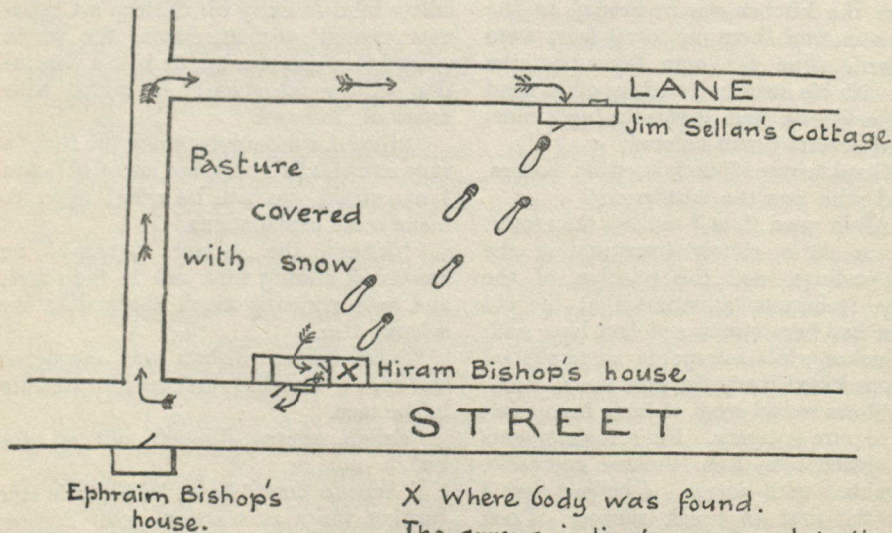 LANE
Jim Sellan's Cottage
Pasture
covered
with snow
X
Hiram Bishop's house
STREET
Ephraim Bishop's
house.
X Where body was found.